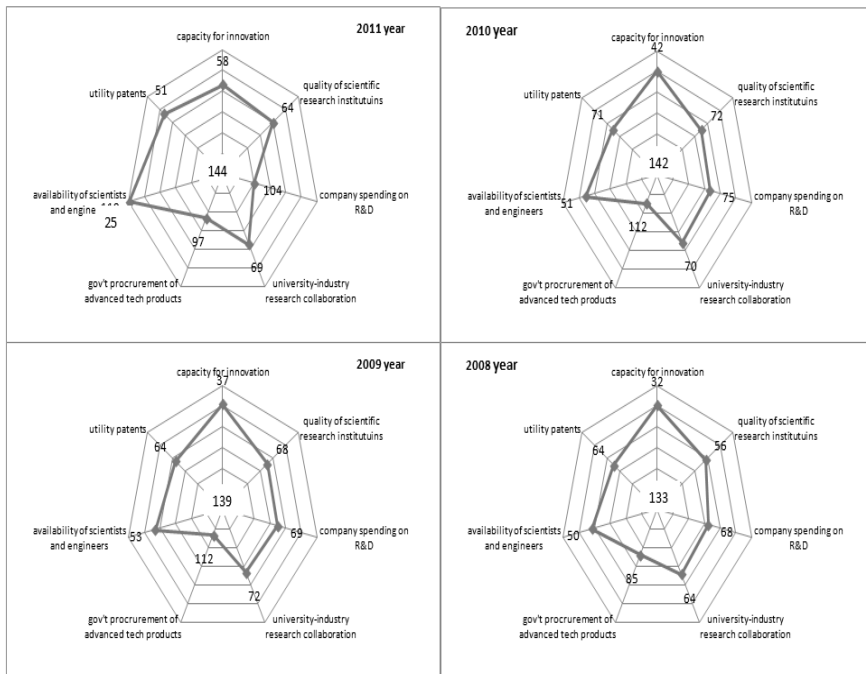 2011 year
capacity for innovation
58
51
utility patents
64
quality of scientific
research institutuins
144
104
availability of scientists
and engine
25
company spending on
R&D
97
69
gov't procurement of
advanced tech products
university-industry
research collaboration
2010 year
capacity for innovation
42
71
utility patents
72
quality of scientific
research institutuins
142
75
availability of scientists
and engineers
51
company spending on
R&D
112
70
gov't procurement of
advanced tech products
university-industry
research collaboration
2009 year
capacity for innovation
37
utility patents
64
68
quality of scientific
research institutuins
139
69
availability of scientists
and engineers
53
company spending on
R&D
112
72
gov't procurement of
advanced tech products
university-industry
research collaboration
2008 year
capacity for innovation
32
utility patents
64
56
quality of scientific
research institutuins
133
68
availability of scientists
and engineers
50
company spending on
R&D
85
64
gov't procurement of
advanced tech products
university-industry
research collaboration